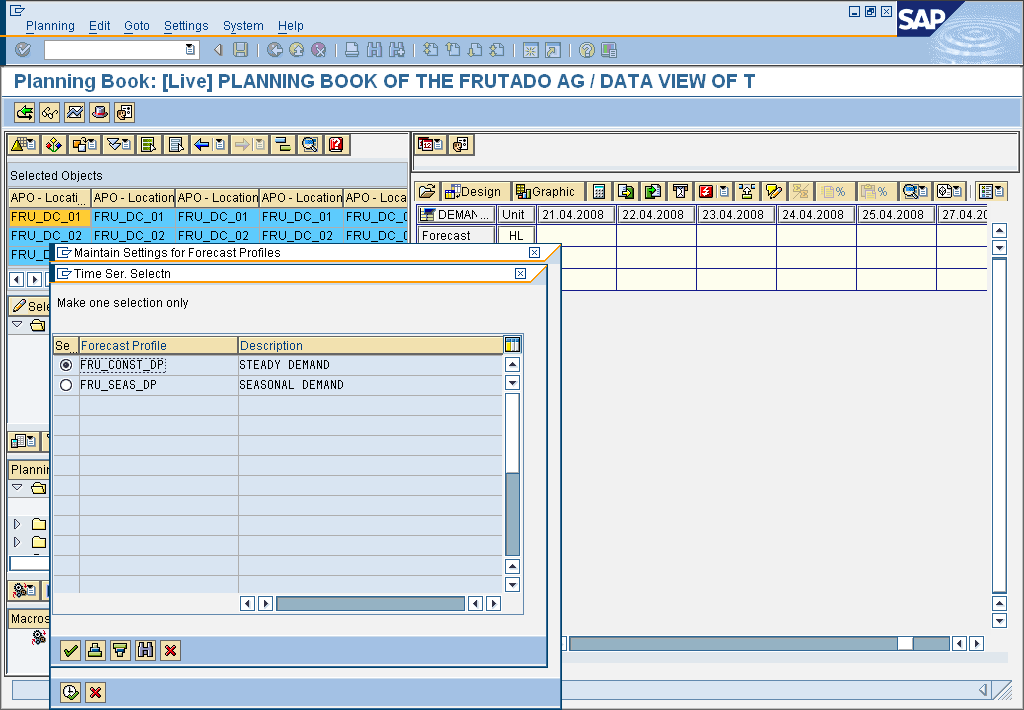 Planning Edit Goto Settings System Help
SAP
Planning Book: [Live] PLANNING BOOK OF THE FRUTADO AG / DATA VIEW OF T
Selected Objects
APO - Locati... APO - Location APO - Location APO - Location APO - Loca
FRU_DC_01 FRU_DC_01 FRU_DC_01 FRU_DC_01 FRU_DC_0
FRU_DC_02 FRU_DC_02 FRU_DC_02 FRU_DC_02 FRU_DC_0
FRU_D
Design Graphic
DEMAN... Unit 21.04.2008 22.04.2008 23.04.2008 24.04.2008 25.04.2008 27.04.20
Forecast HL
Maintain Settings for Forecast Profiles
Time Ser. Selectn
Make one selection only
Se... Forecast Profile Description
FRU_CONST_DP STEADY DEMAND
FRU_SEAS_DP SEASONAL DEMAND
Sele
Plannin
Macros